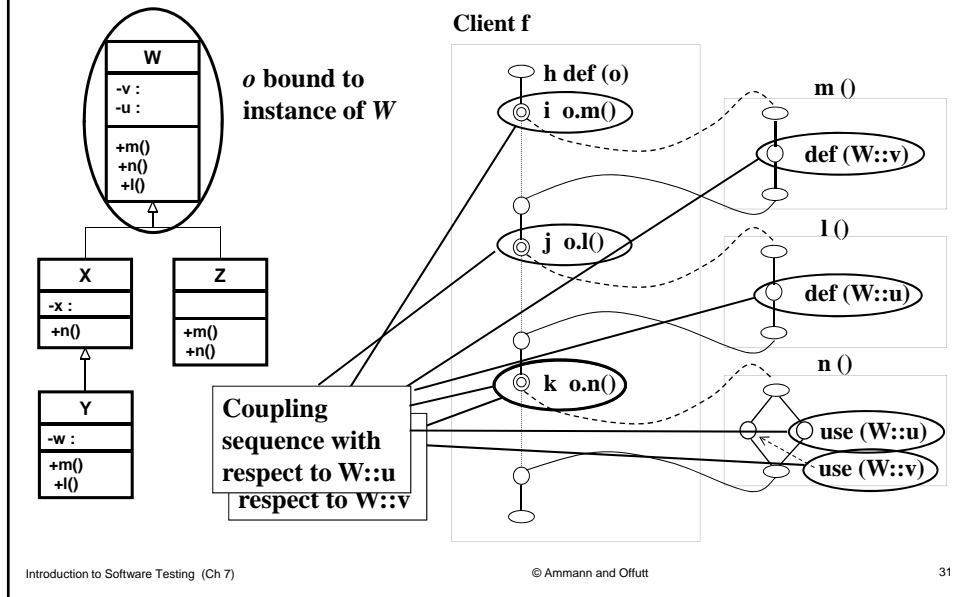 Client f
W
-v :
-u :
+m()
+n()
+l()
o bound to
instance of W
X
-x :
+n()
Z
+m()
+n()
Y
-w :
+m()
+l()
h def (o)
i o.m()
j o.l()
k o.n()
m ()
def (W::v)
l ()
def (W::u)
n ()
use (W::u)
use (W::v)
Coupling
sequence with
respect to W::u
respect to W::v
Introduction to Software Testing (Ch 7)
© Ammann and Offutt
31